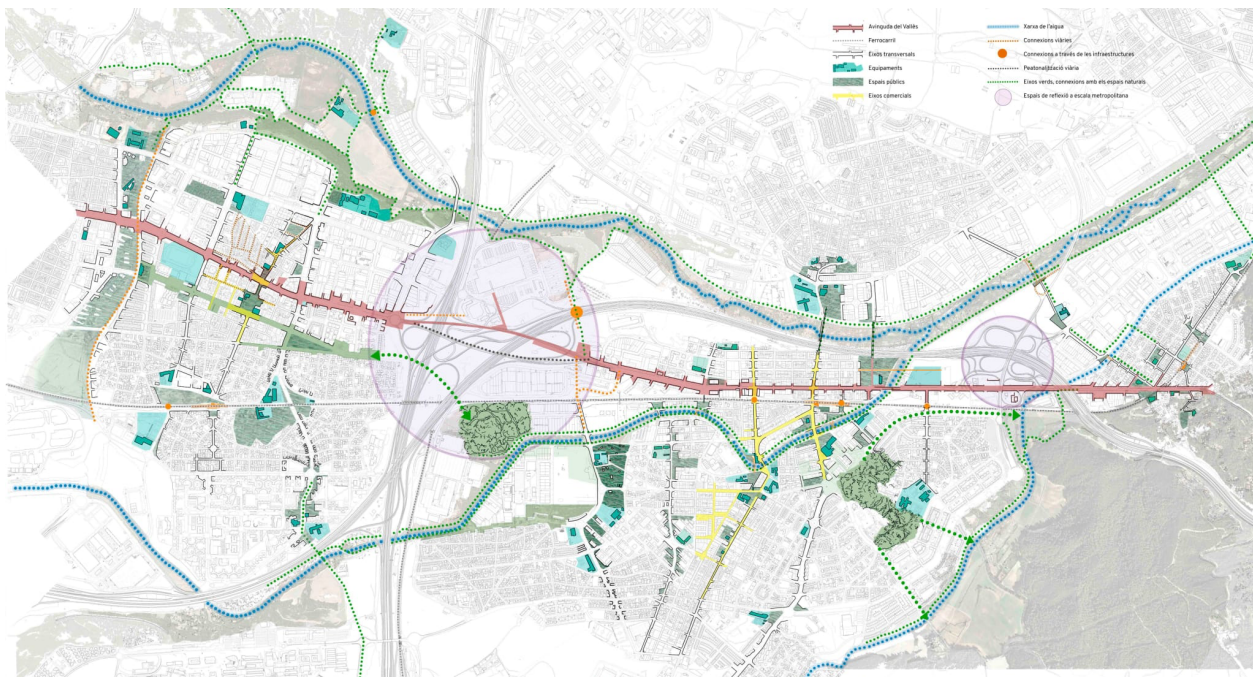 Avinguda del Vallès
Ferrocarril
Eixos transversals
Equipaments
Espais públics
Eixos comercials
Xarxa de l'aigua
Connexions viàries
Connexions a través de les infraestructures
Peatonalització viària
Eixos verds, connexions amb els espais naturals
Espais de reflexió a escala metropolitana